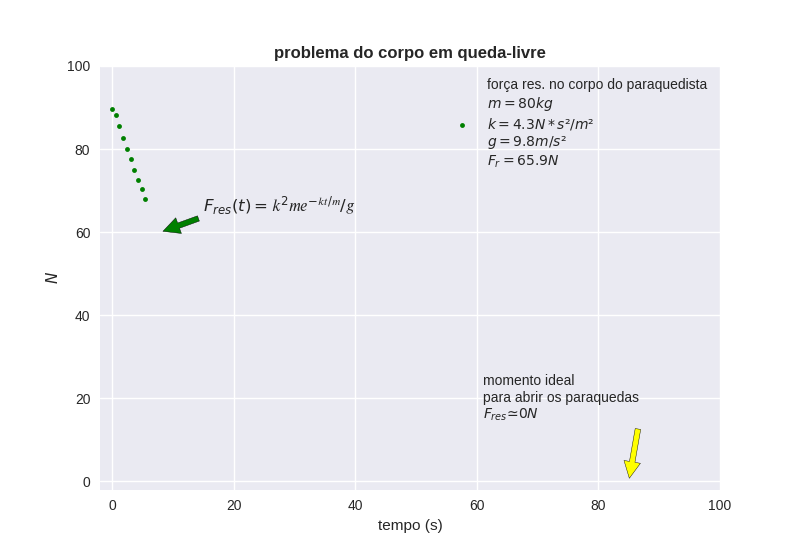 problema do corpo em queda-livre
100
80
60
40
20
0
N
força res. no corpo do paraquedista
m = 80kg
k = 4.3N * s²/m²
g = 9.8m/s²
F_r = 65.9N
F_res(t) = k²me^(-kt/m)/g
momento ideal
para abrir os paraquedas
F_res ≃ 0N
0 20 40 60 80 100
tempo (s)